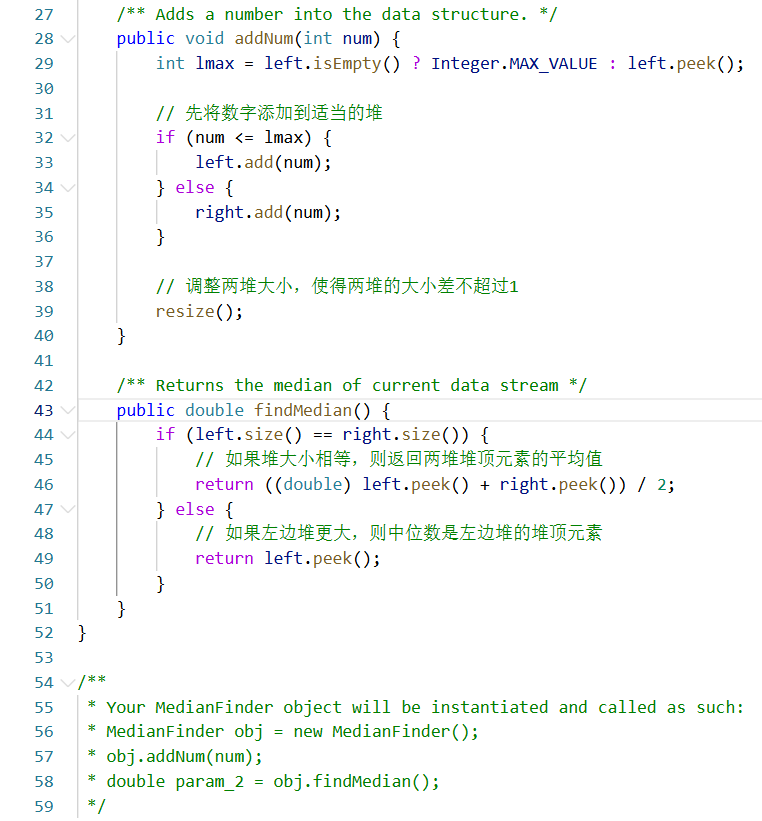 27 /** Adds a number into the data structure. */
28 public void addNum(int num) {
29 int lmax = left.isEmpty() ? Integer.MAX_VALUE : left.peek();
30
31 // 先将数字添加到适当的堆
32 if (num <= lmax) {
33 left.add(num);
34 } else {
35 right.add(num);
36 }
37
38 // 调整两堆大小，使得两堆的大小差不超过1
39 resize();
40 }
41
42 /** Returns the median of current data stream */
43 public double findMedian() {
44 if (left.size() == right.size()) {
45 // 如果堆大小相等，则返回两堆堆顶元素的平均值
46 return ((double) left.peek() + right.peek()) / 2;
47 } else {
48 // 如果左边堆更大，则中位数是左边堆的堆顶元素
49 return left.peek();
50 }
51 }
52 }
53
54 /**
55 * Your MedianFinder object will be instantiated and called as such:
56 * MedianFinder obj = new MedianFinder();
57 * obj.addNum(num);
58 * double param_2 = obj.findMedian();
59 */